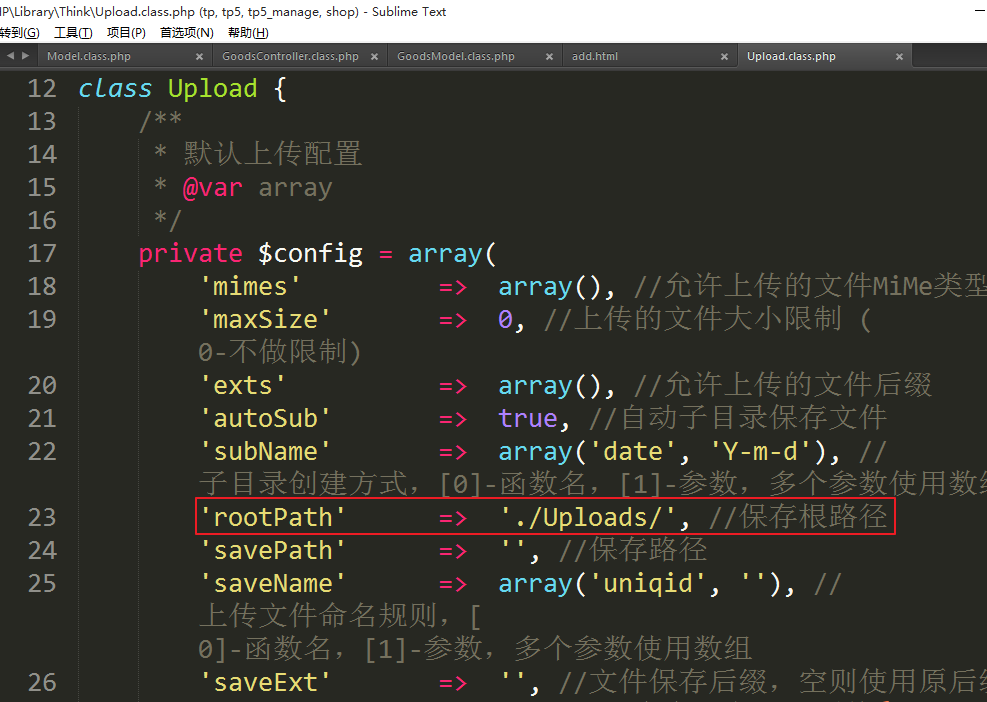 IP\Library\Think\Upload.class.php (tp, tp5, tp5_manage, shop) - Sublime Text
转到(G) 工具(T) 项目(P) 首选项(N) 帮助(H)
Model.class.php × GoodsController.class.php × GoodsModel.class.php × add.html × Upload.class.php ×
12 class Upload {
13 /**
14 * 默认上传配置
15 * @var array
16 */
17 private $config = array(
18 'mimes' => array(), //允许上传的文件MiMe类型
19 'maxSize' => 0, //上传的文件大小限制 (
0-不做限制)
20 'exts' => array(), //允许上传的文件后缀
21 'autoSub' => true, //自动子目录保存文件
22 'subName' => array('date', 'Y-m-d'), //
子目录创建方式，[0]-函数名，[1]-参数，多个参数使用数组
23 'rootPath' => './Uploads/', //保存根路径
24 'savePath' => '', //保存路径
25 'saveName' => array('uniqid', ''), //
上传文件命名规则，[
0]-函数名，[1]-参数，多个参数使用数组
26 'saveExt' => '', //文件保存后缀，空则使用原后缀